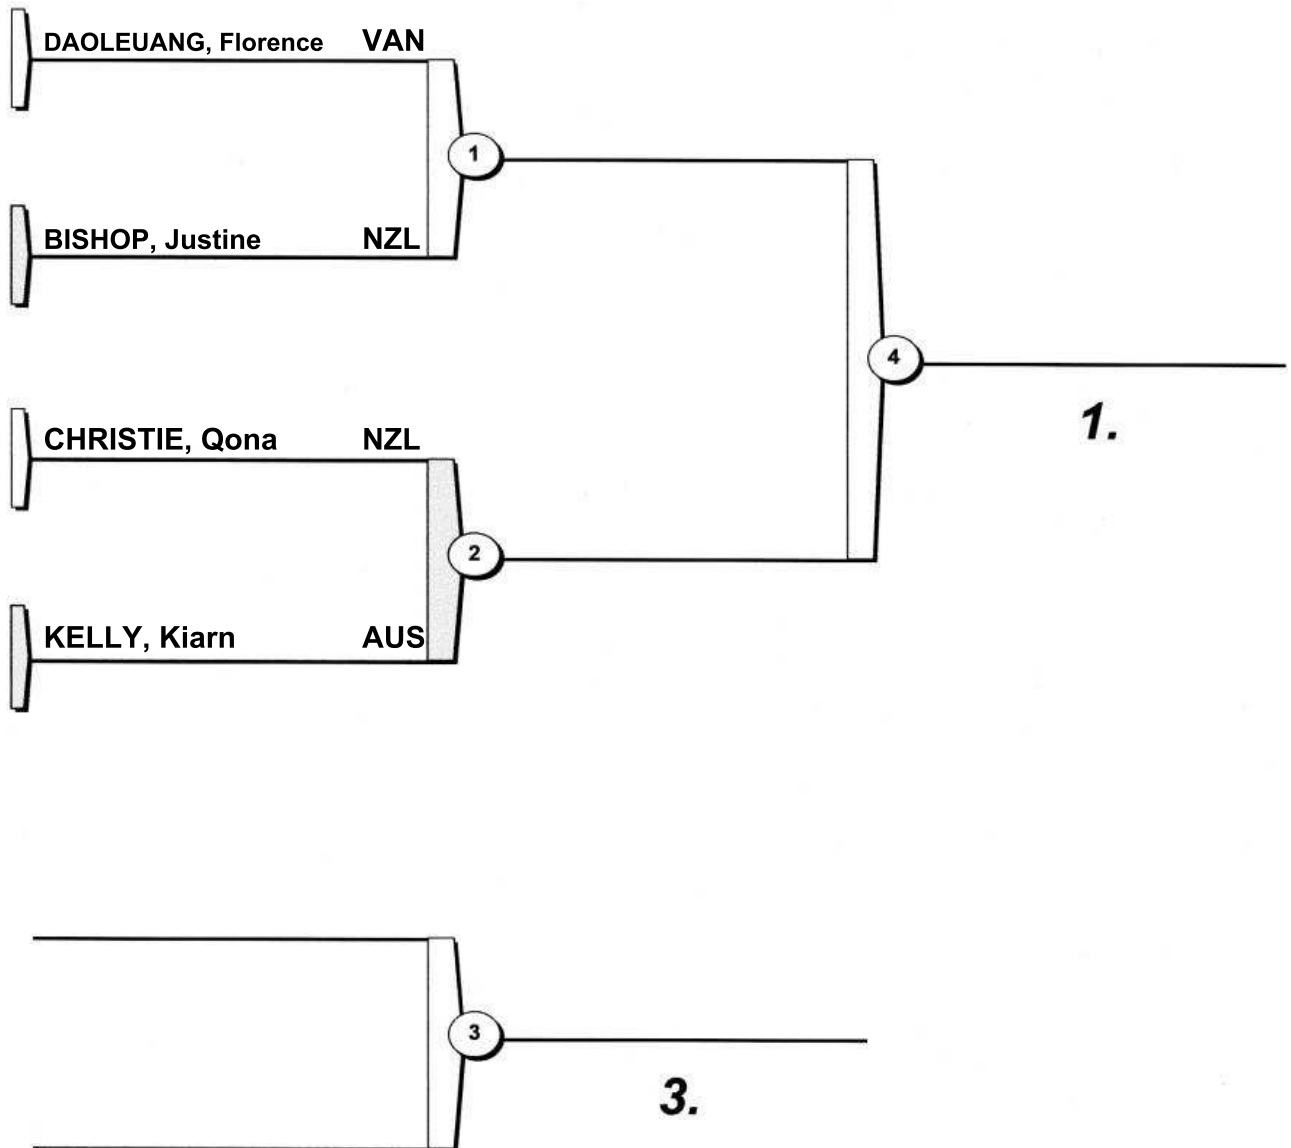 DAOLEUANG, Florence VAN
1
BISHOP, Justine NZL
4
1.
CHRISTIE, Qona NZL
2
KELLY, Kiarn AUS
3
3.